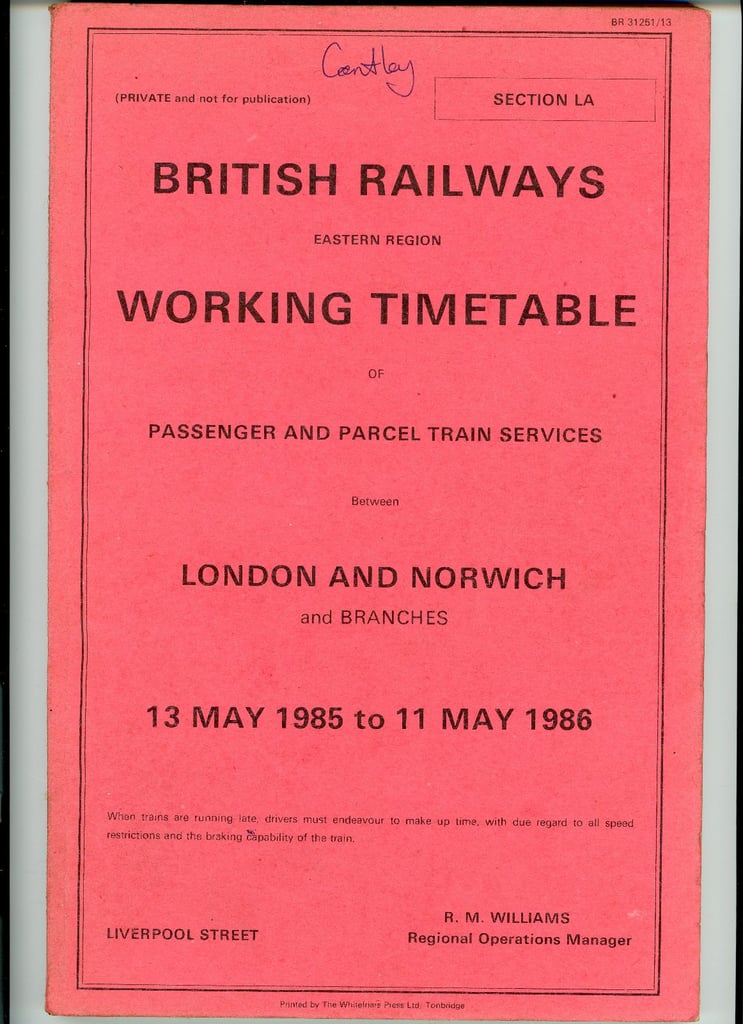 BR 31251/13
Cantley
(PRIVATE and not for publication)
SECTION LA
BRITISH RAILWAYS
EASTERN REGION
WORKING TIMETABLE
OF
PASSENGER AND PARCEL TRAIN SERVICES
Between
LONDON AND NORWICH
and BRANCHES
13 MAY 1985 to 11 MAY 1986
When trains are running late, drivers must endeavour to make up time, with due regard to all speed
restrictions and the braking capability of the train.
LIVERPOOL STREET
R. M. WILLIAMS
Regional Operations Manager
Printed by The Whitefriars Press Ltd, Tonbridge